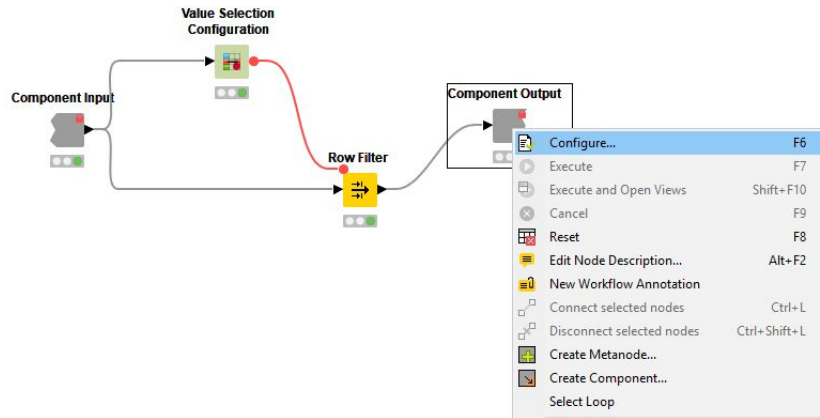 Value Selection
Configuration
Component Input
Component Output
Row Filter
Configure... F6
Execute F7
Execute and Open Views Shift+F10
Cancel F9
Reset F8
Edit Node Description... Alt+F2
New Workflow Annotation
Connect selected nodes Ctrl+L
Disconnect selected nodes Ctrl+Shift+L
Create Metanode...
Create Component...
Select Loop